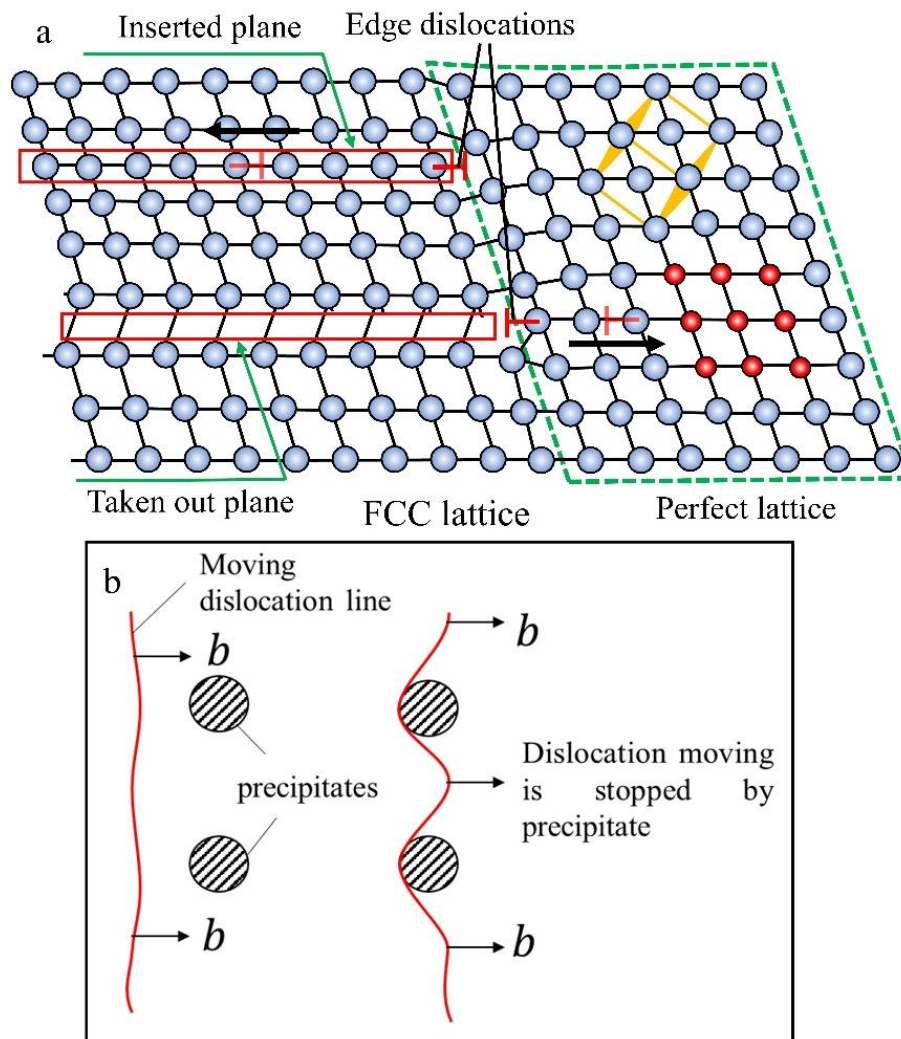 a
Inserted plane
Edge dislocations
Taken out plane
FCC lattice
Perfect lattice
b
Moving
dislocation line
b
b
precipitates
b
b
Dislocation moving
is stopped by
precipitate